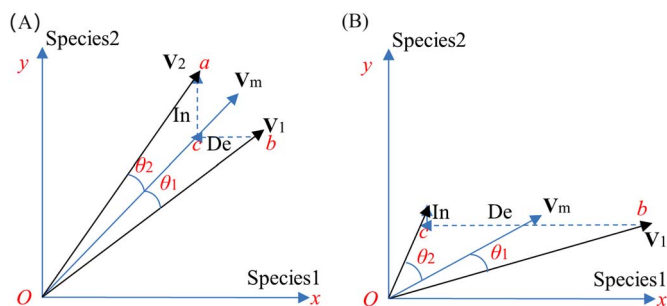 (A)
Species2
y
V2
a
Vm
In
V1
c
De
b
θ2
θ1
Species1
O
x
(B)
Species2
y
In
De
Vm
b
c
V1
θ2
θ1
Species1
O
x